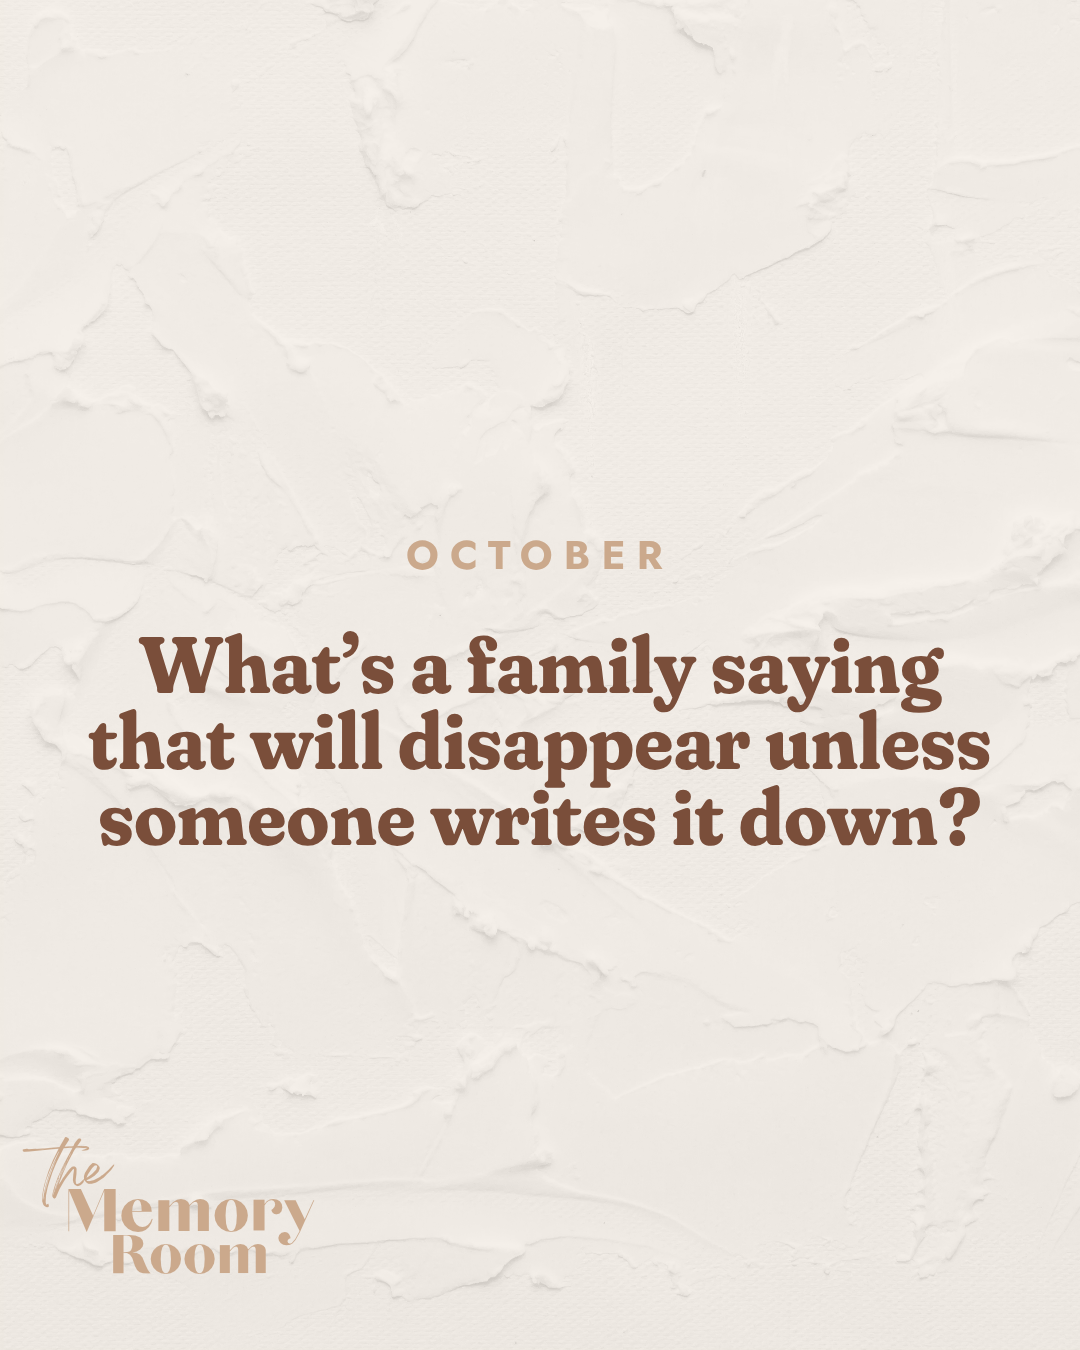 OCTOBER
What’s a family saying
that will disappear unless
someone writes it down?
the
Memory
Room